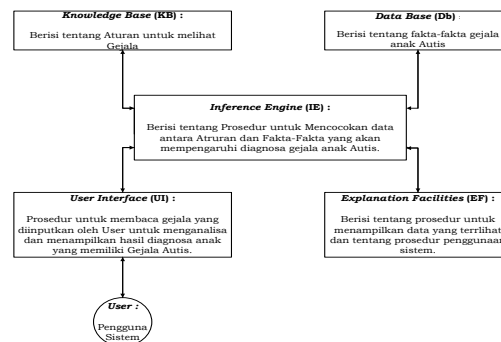 Knowledge Base (KB) :
Berisi tentang Aturan untuk melihat
Gejala
Data Base (Db) :
Berisi tentang fakta-fakta gejala
anak Autis
Inference Engine (IE) :
Berisi tentang Prosedur untuk Mencocokan data
antara Atruran dan Fakta-Fakta yang akan
mempengaruhi diagnosa gejala anak Autis.
User Interface (UI) :
Prosedur untuk membaca gejala yang
diinputkan oleh User untuk menganalisa
dan menampilkan hasil diagnosa anak
yang memiliki Gejala Autis.
Explanation Facilities (EF) :
Berisi tentang prosedur untuk
menampilkan data yang terrlihat
dan tentang prosedur penggunaan
sistem.
User :
Pengguna
Sistem